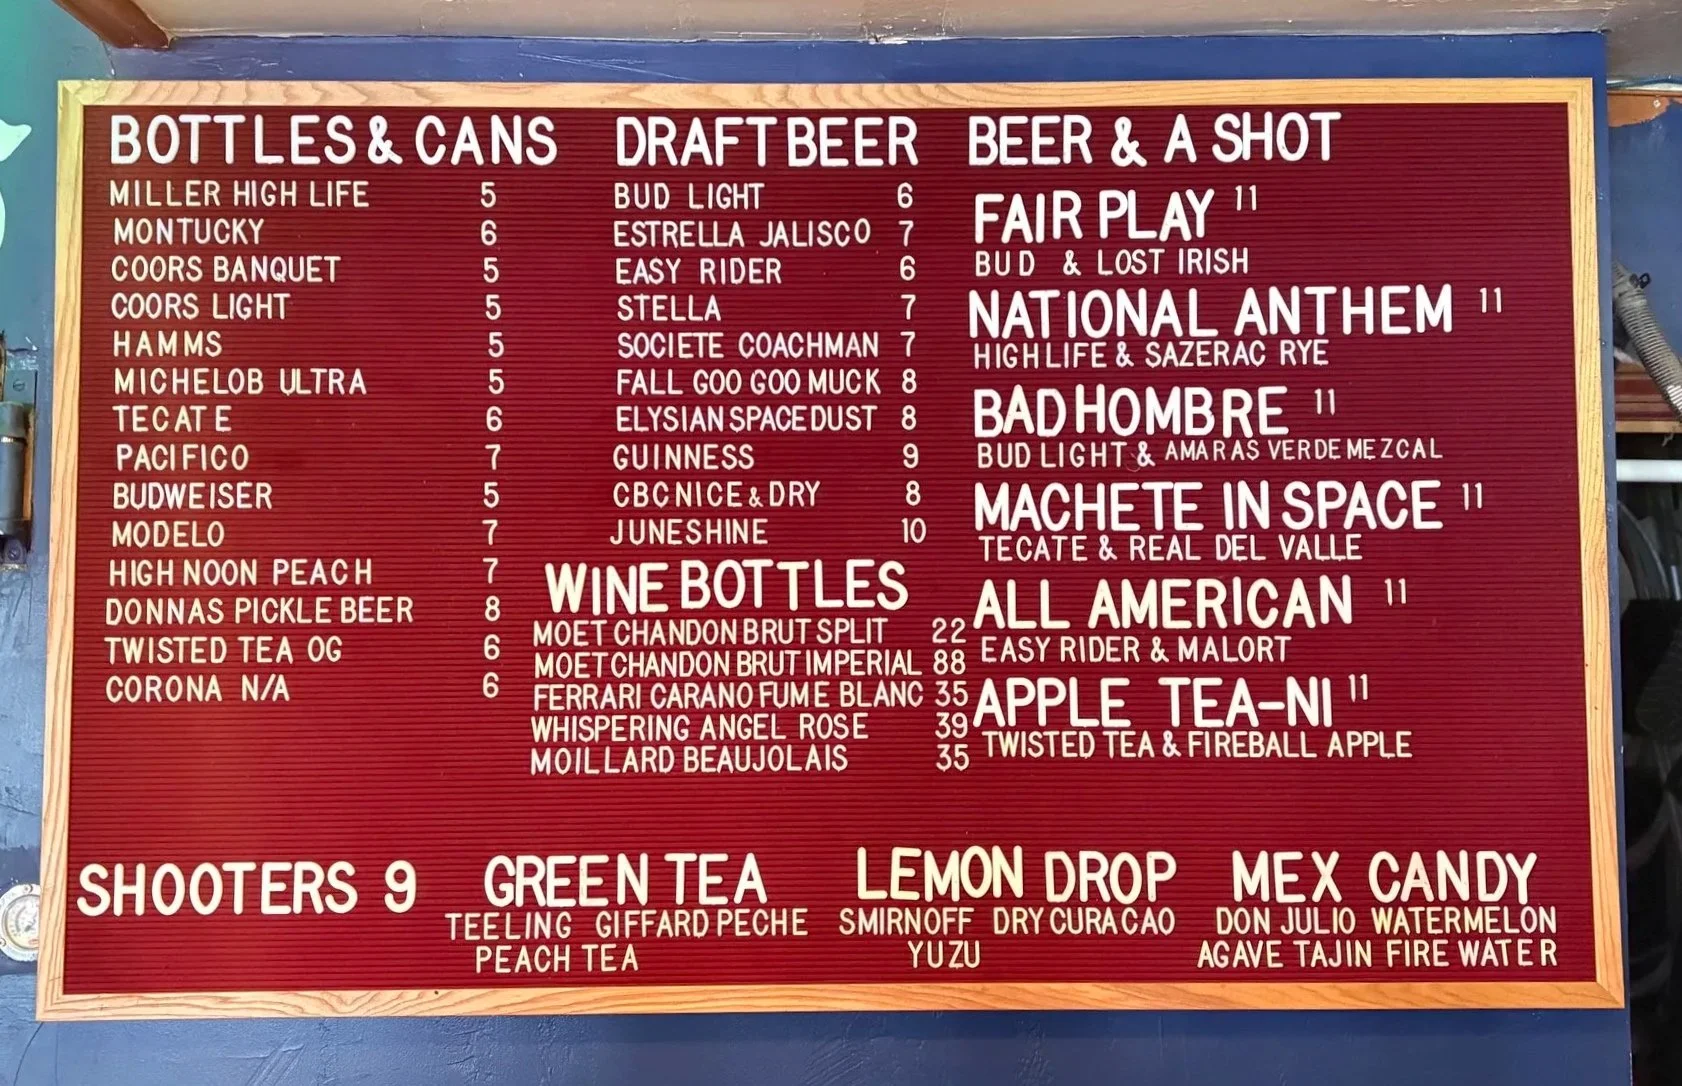 BOTTLES & CANS
MILLER HIGH LIFE 5
MONTUCKY 6
COORS BANQUET 5
COORS LIGHT 5
HAMMS 5
MICHELOB ULTRA 5
TECATE 6
PACIFICO 7
BUDWEISER 5
MODELO 7
HIGH NOON PEACH 7
DONNAS PICKLE BEER 8
TWISTED TEA OG 6
CORONA N/A 6
DRAFT BEER
BUD LIGHT 6
ESTRELLA JALISCO 7
EASY RIDER 6
STELLA 7
SOCIETE COACHMAN 7
FALL GOO GOO MUCK 8
ELYSIAN SPACE DUST 8
GUINNESS 9
CBC NICE & DRY 8
JUNESHINE 10
WINE BOTTLES
MOET CHANDON BRUT SPLIT 22
MOET CHANDON BRUT IMPERIAL 88
FERRARI CARANO FUME BLANC 35
WHISPERING ANGEL ROSE 39
MOILLARD BEAUJOLAIS 35
BEER & A SHOT
FAIR PLAY 11
BUD & LOST IRISH
NATIONAL ANTHEM 11
HIGH LIFE & SAZERAC RYE
BAD HOMBRE 11
BUD LIGHT & AMARAS VERDE MEZCAL
MACHETE IN SPACE 11
TECATE & REAL DEL VALLE
ALL AMERICAN 11
EASY RIDER & MALORT
APPLE TEA-NI 11
TWISTED TEA & FIREBALL APPLE
SHOOTERS 9
GREEN TEA
TEELING GIFFARD PECHE
PEACH TEA
LEMON DROP
SMIRNOFF DRY CURACAO
YUZU
MEX CANDY
DON JULIO WATERMELON
AGAVE TAJIN FIRE WATER